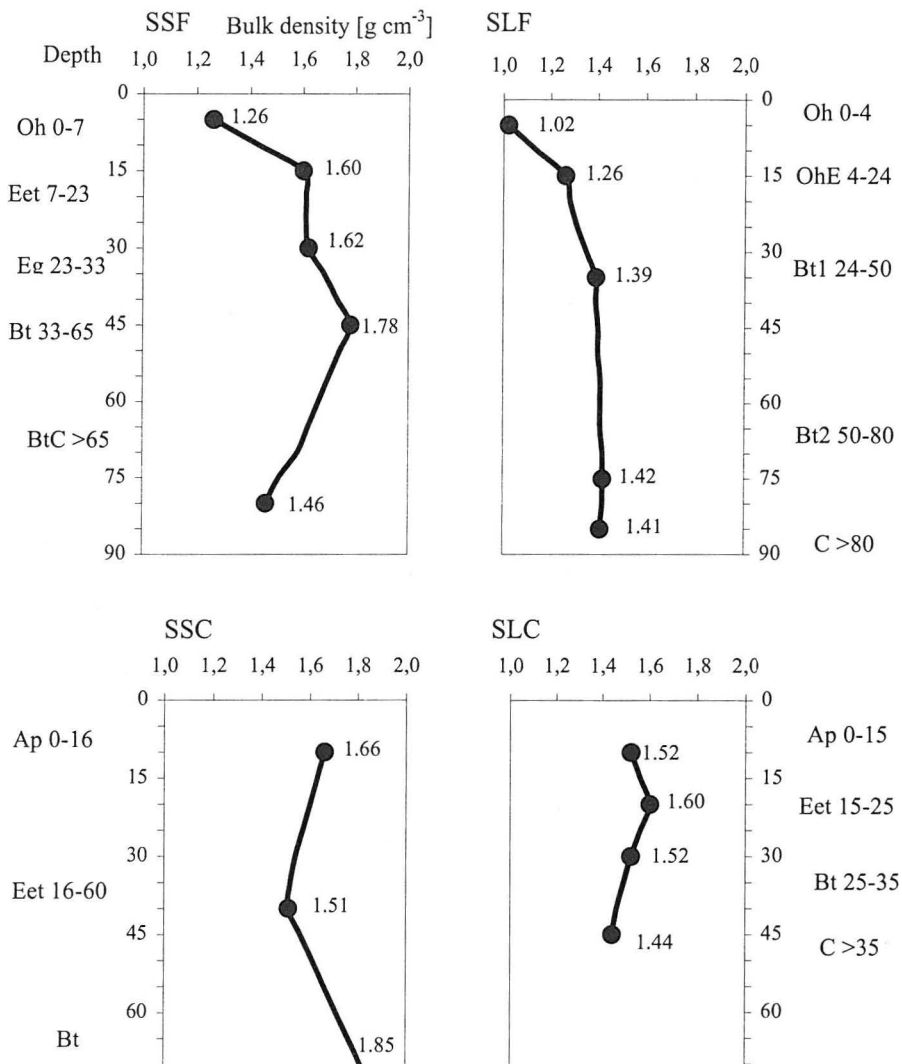 SSF Bulk density [g cm⁻³]
Depth 1,0 1,2 1,4 1,6 1,8 2,0
0
Oh 0-7
1.26
15
1.60
Eet 7-23
30
1.62
Eg 23-33
45
1.78
Bt 33-65
60
BtC >65
75
1.46
90
SLF
1,0 1,2 1,4 1,6 1,8 2,0
0
Oh 0-4
1.02
15
1.26
OhE 4-24
30
1.39
Bt1 24-50
45
60
Bt2 50-80
75
1.42
1.41
90
C >80
SSC
1,0 1,2 1,4 1,6 1,8 2,0
0
Ap 0-16
1.66
15
30
Eet 16-60
1.51
45
60
Bt
1.85
SLC
1,0 1,2 1,4 1,6 1,8 2,0
0
Ap 0-15
1.52
15
1.60
Eet 15-25
30
1.52
Bt 25-35
45
1.44
C >35
60